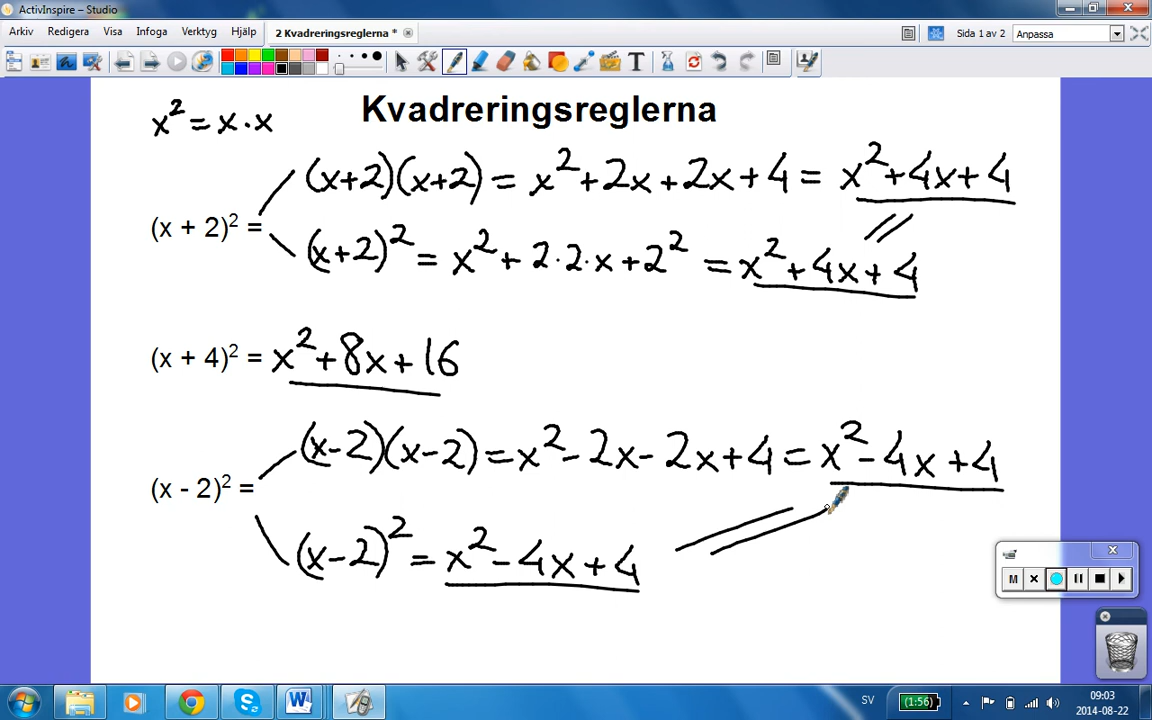 ActivInspire – Studio
Arkiv Redigera Visa Infoga Verktyg Hjälp 2 Kvadreringsreglerna * Sida 1 av 2 Anpassa
Kvadreringsreglerna
x² = x·x
(x+2)(x+2) = x²+2x+2x+4 = x²+4x+4
(x + 2)² =
(x+2)² = x²+2·2·x+2² = x²+4x+4
(x + 4)² = x²+8x+16
(x-2)(x-2) = x²-2x-2x+4 = x²-4x+4
(x - 2)² =
(x-2)² = x²-4x+4
M
SV (1:56) 09:03
2014-08-22